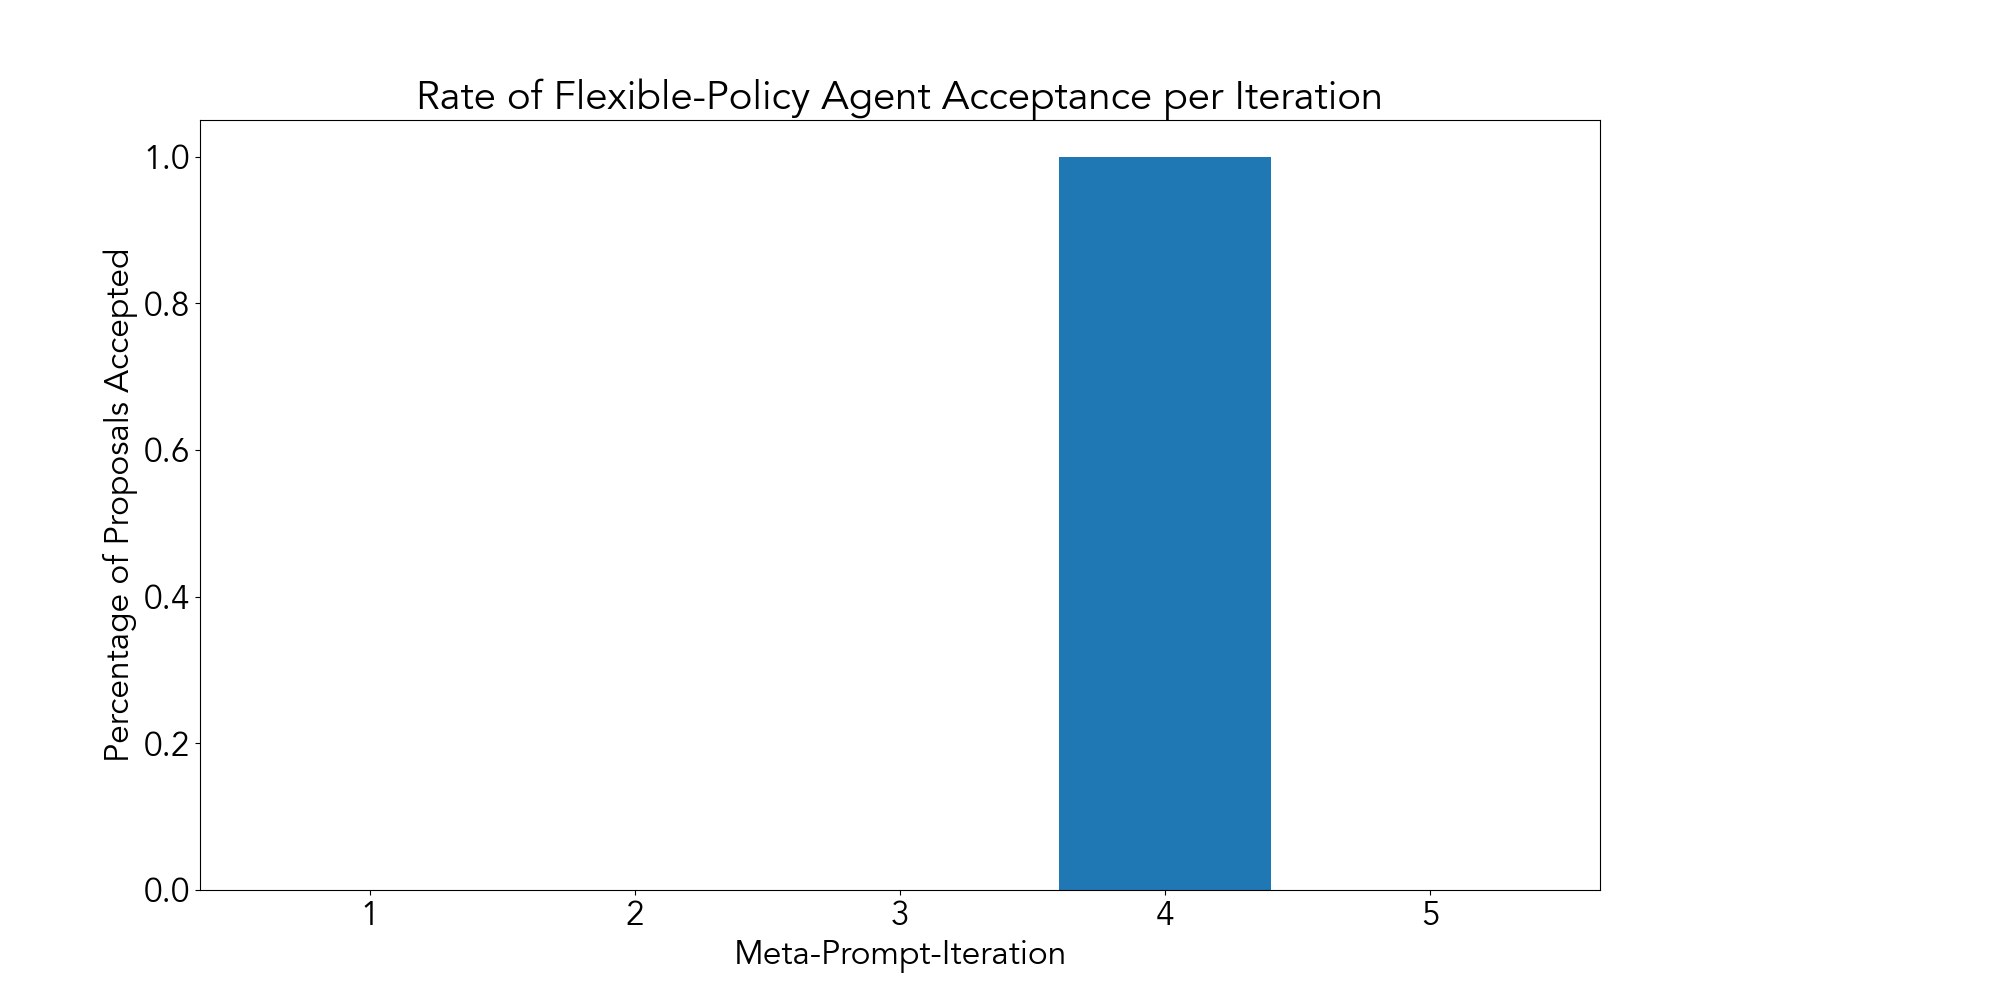 Rate of Flexible-Policy Agent Acceptance per Iteration
Percentage of Proposals Accepted
1.0
0.8
0.6
0.4
0.2
0.0
1 2 3 4 5
Meta-Prompt-Iteration